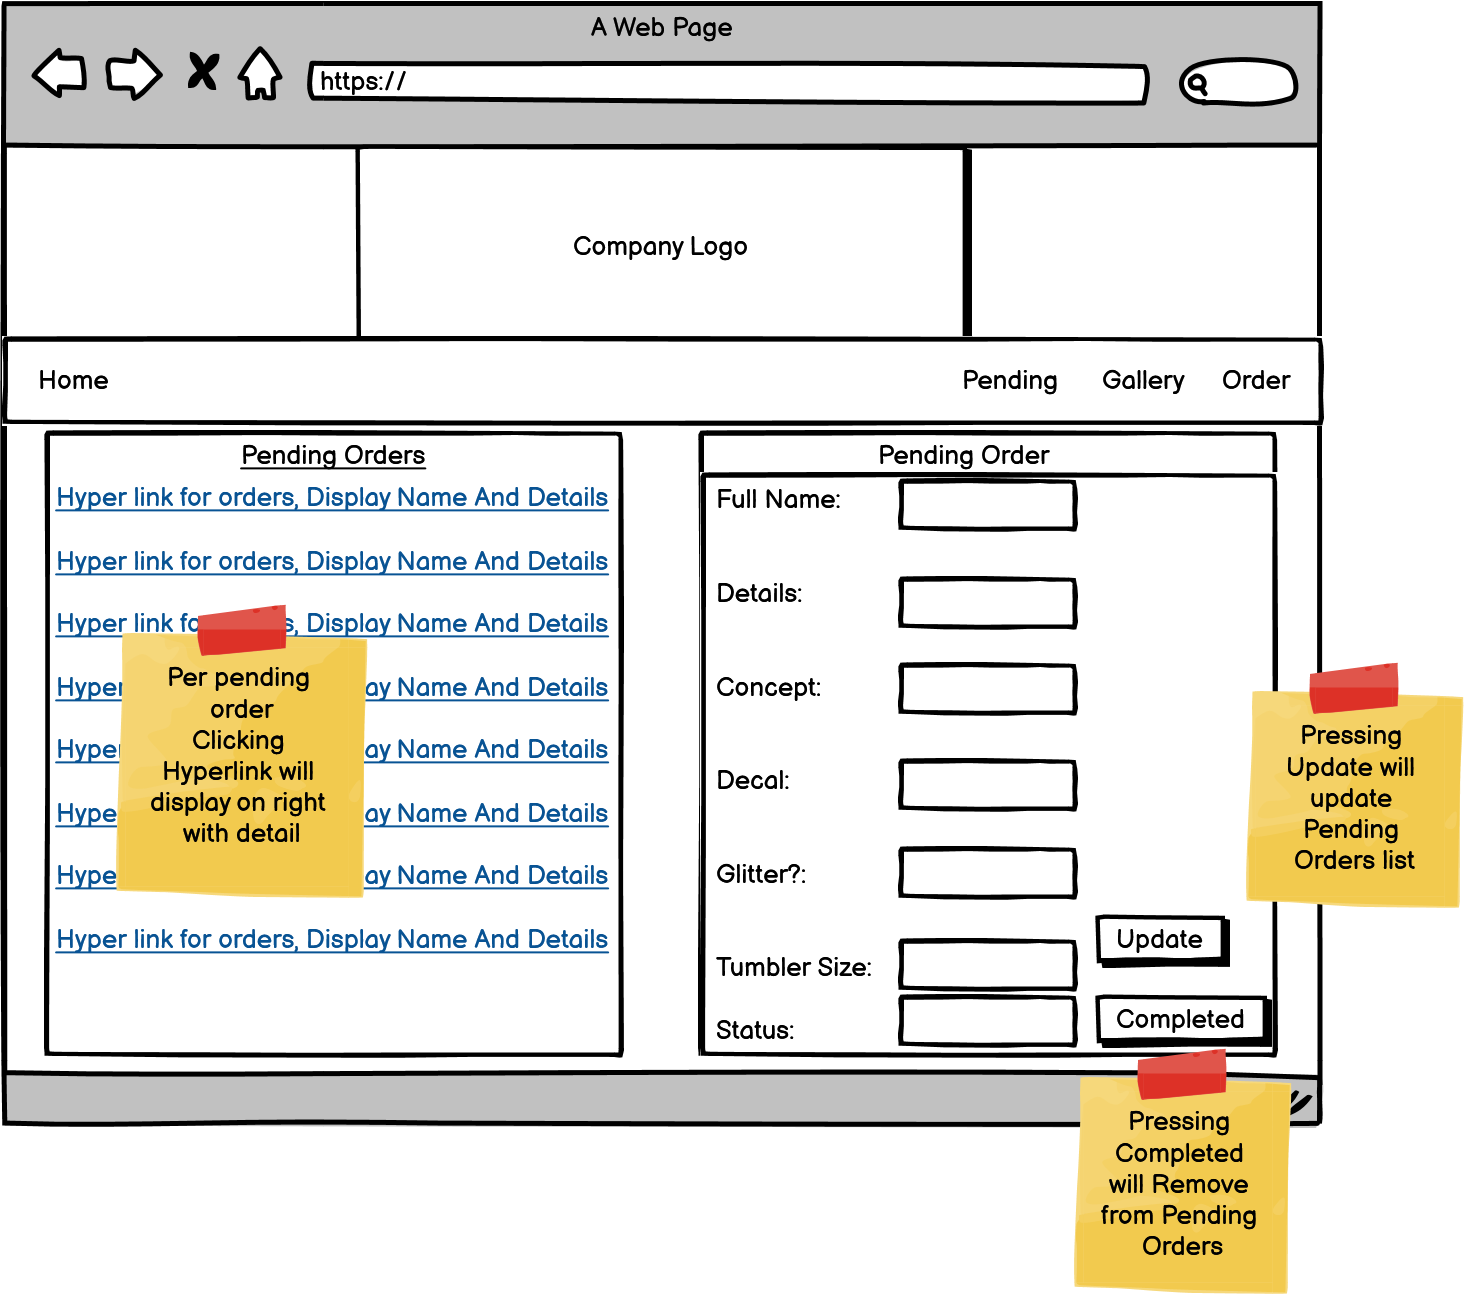 A Web Page
https://
Company Logo
Home
Pending
Gallery
Order
Pending Orders
Hyper link for orders, Display Name And Details
Hyper link for orders, Display Name And Details
Hyper link fo s, Display Name And Details
Hyper ay Name And Details
Hyper ay Name And Details
Hype ay Name And Details
Hype ay Name And Details
Hyper link for orders, Display Name And Details
Per pending
order
Clicking
Hyperlink will
display on right
with detail
Pending Order
Full Name:
Details:
Concept:
Decal:
Glitter?:
Tumbler Size:
Status:
Update
Completed
Pressing
Update will
update
Pending
Orders list
Pressing
Completed
will Remove
from Pending
Orders